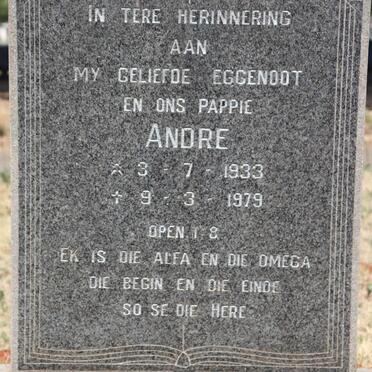 IN TERE HERINNERING
AAN
MY GELIEFDE EGGENOOT
EN ONS PAPPIE
ANDRE
☆ 3 - 7 - 1933
✝ 9 - 3 - 1979
OPEN. 1 - 8
EK IS DIE ALFA EN DIE OMEGA
DIE BEGIN EN DIE EINDE
SO SE DIE HERE